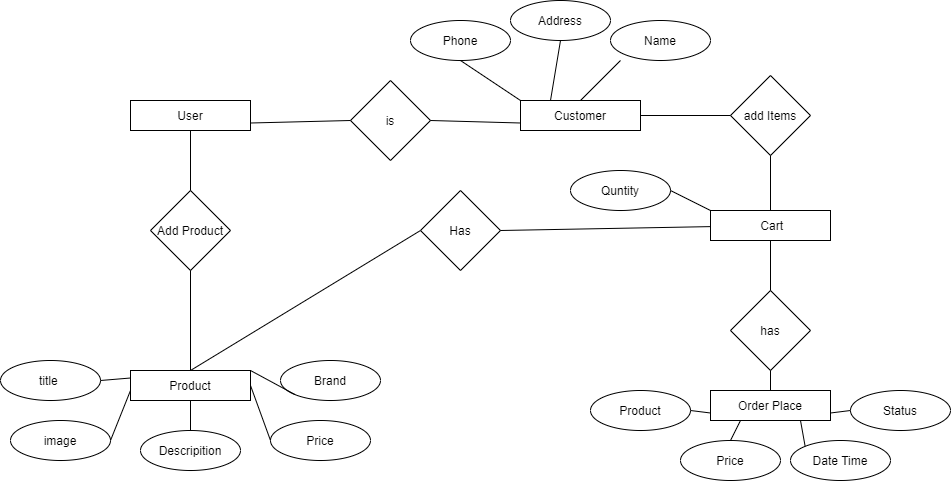 Address
Phone
Name
User
is
Customer
add Items
Quntity
Add Product
Has
Cart
has
title
Product
Brand
Order Place
Product
Status
image
Descripition
Price
Price
Date Time